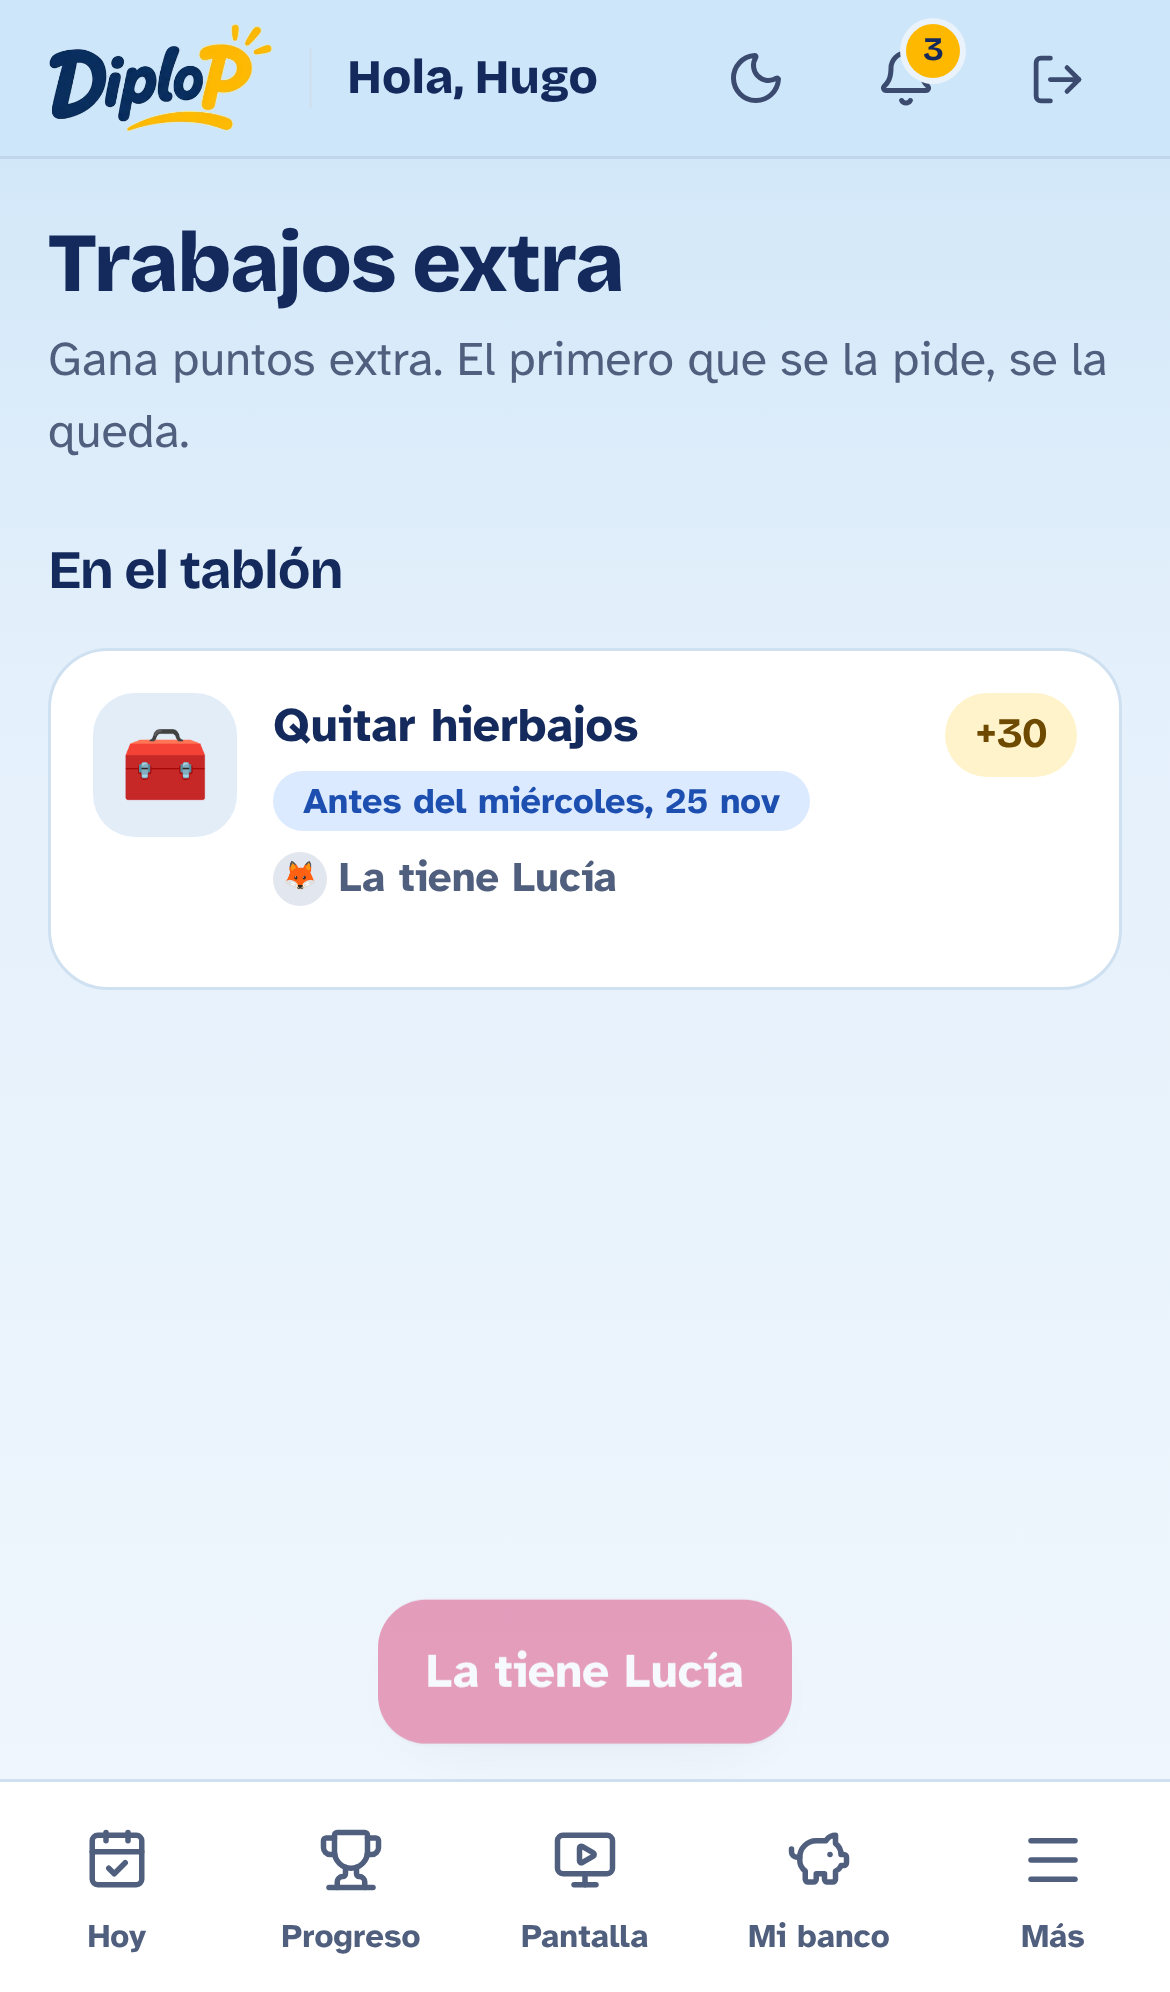 DiploP
Hola, Hugo
3
Trabajos extra
Gana puntos extra. El primero que se la pide, se la
queda.
En el tablón
Quitar hierbajos
+30
Antes del miércoles, 25 nov
La tiene Lucía
La tiene Lucía
Hoy
Progreso
Pantalla
Mi banco
Más